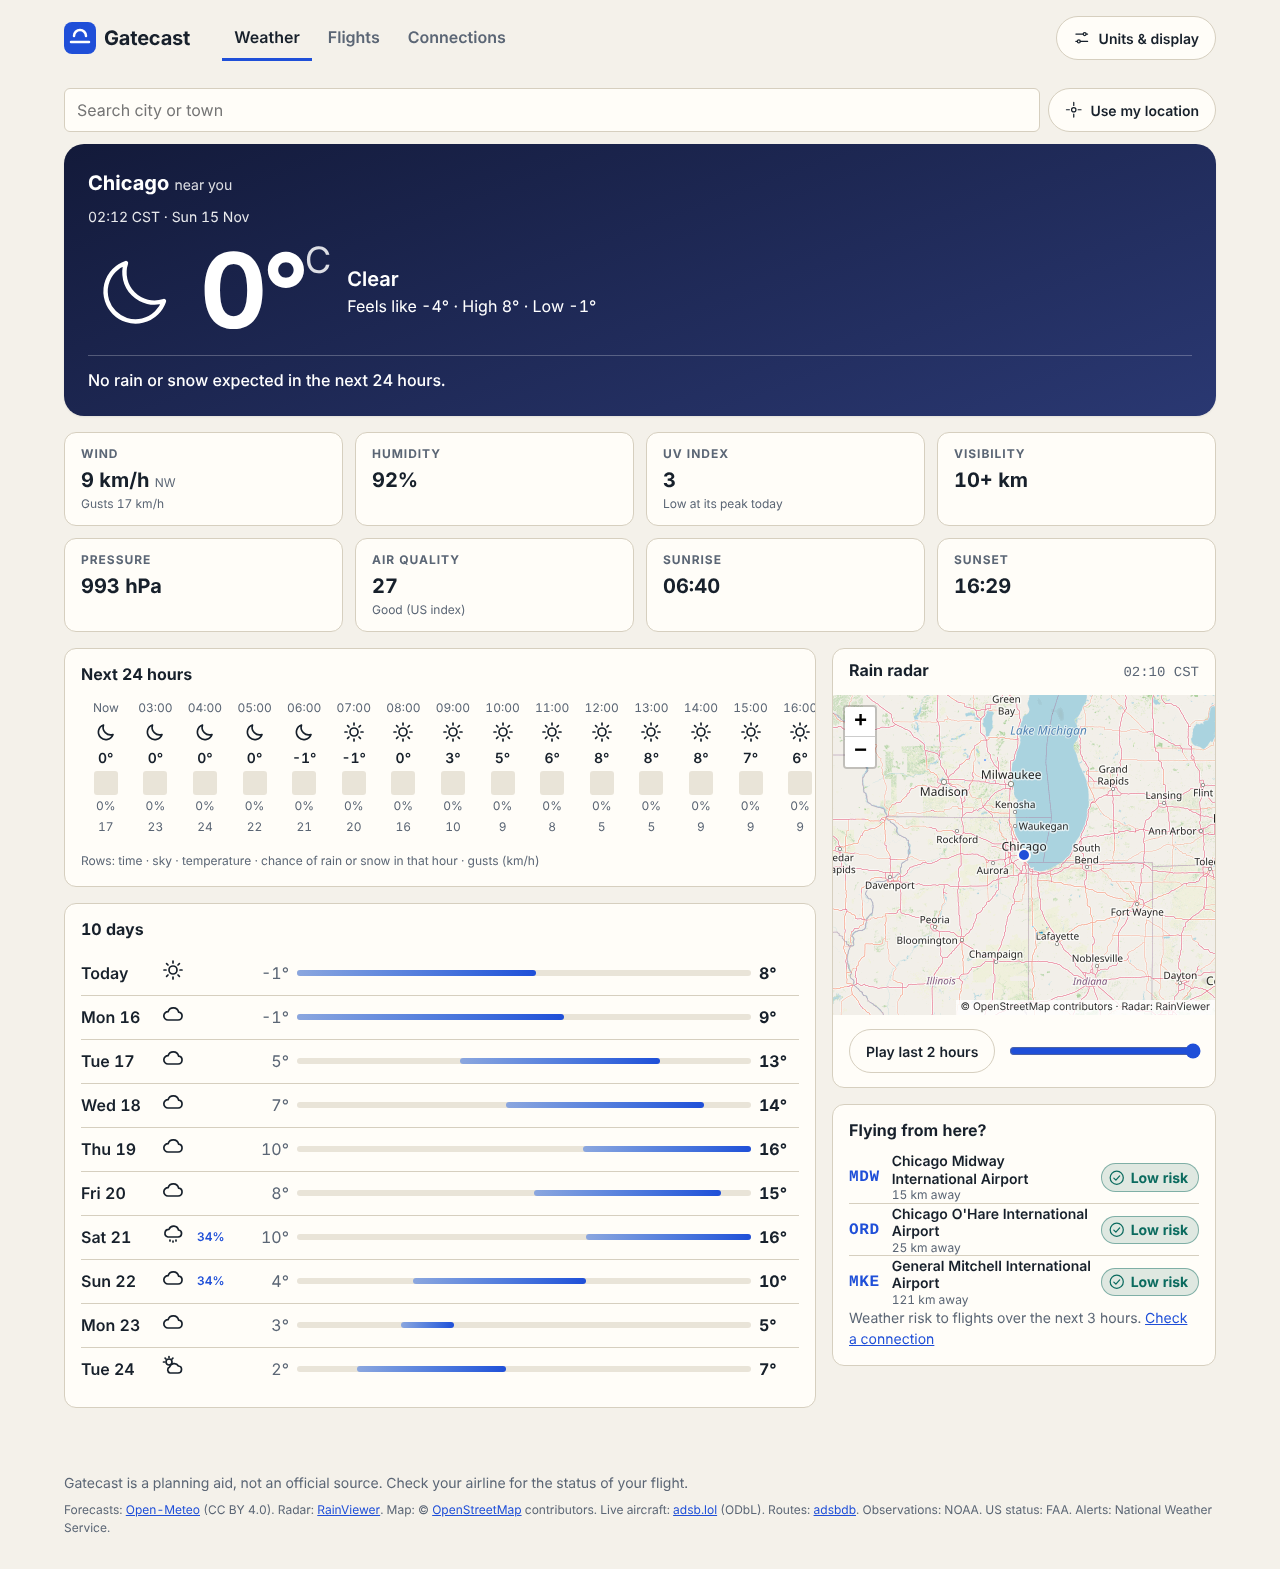 Gatecast
Weather
Flights
Connections
Units & display
Search city or town
Use my location
Chicago near you
02:12 CST · Sun 15 Nov
0°C
Clear
Feels like -4° · High 8° · Low -1°
No rain or snow expected in the next 24 hours.
WIND
9 km/h NW
Gusts 17 km/h
HUMIDITY
92%
UV INDEX
3
Low at its peak today
VISIBILITY
10+ km
PRESSURE
993 hPa
AIR QUALITY
27
Good (US index)
SUNRISE
06:40
SUNSET
16:29
Next 24 hours
Now 03:00 04:00 05:00 06:00 07:00 08:00 09:00 10:00 11:00 12:00 13:00 14:00 15:00 16:00
0° 0° 0° 0° -1° -1° 0° 3° 5° 6° 8° 8° 8° 7° 6°
0% 0% 0% 0% 0% 0% 0% 0% 0% 0% 0% 0% 0% 0% 0%
17 23 24 22 21 20 16 10 9 8 5 5 9 9 9
Rows: time · sky · temperature · chance of rain or snow in that hour · gusts (km/h)
10 days
Today -1° 8°
Mon 16 -1° 9°
Tue 17 5° 13°
Wed 18 7° 14°
Thu 19 10° 16°
Fri 20 8° 15°
Sat 21 34% 10° 16°
Sun 22 34% 4° 10°
Mon 23 3° 5°
Tue 24 2° 7°
Rain radar
02:10 CST
+
−
Green
Bay
Lake Michigan
Milwaukee
Grand
Rapids
Madison
Lansing
Flint
Kenosha
Waukegan
Ann Arbor
Rockford
Chicago
South
Bend
edar
apids
Aurora
Toled
Davenport
Peoria
Fort Wayne
Bloomington
Lafayette
Champaign
Noblesville
Illinois
Indiana
Dayton
Co
© OpenStreetMap contributors · Radar: RainViewer
Play last 2 hours
Flying from here?
MDW
Chicago Midway
International Airport
15 km away
Low risk
ORD
Chicago O'Hare International
Airport
25 km away
Low risk
MKE
General Mitchell International
Airport
121 km away
Low risk
Weather risk to flights over the next 3 hours. Check
a connection
Gatecast is a planning aid, not an official source. Check your airline for the status of your flight.
Forecasts: Open-Meteo (CC BY 4.0). Radar: RainViewer. Map: © OpenStreetMap contributors. Live aircraft: adsb.lol (ODbL). Routes: adsbdb. Observations: NOAA. US status: FAA. Alerts: National Weather
Service.